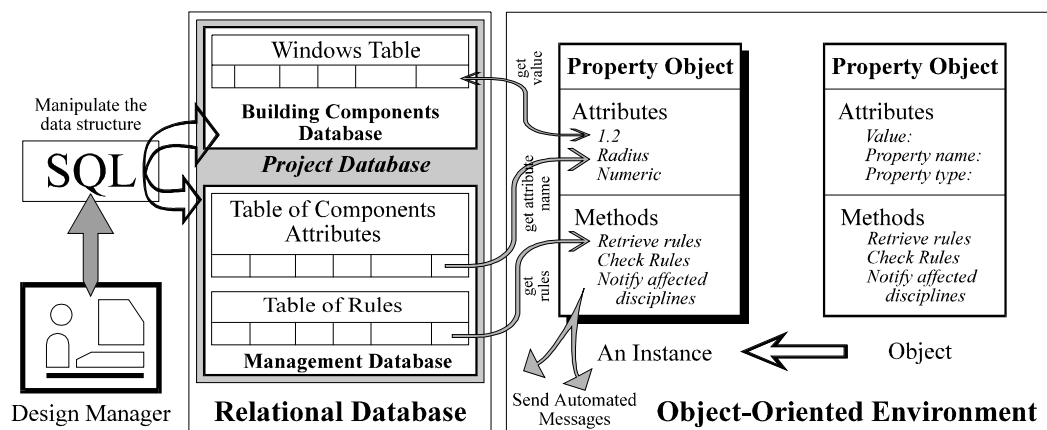 Manipulate the
data structure
SQL
Design Manager
Windows Table
Building Components
Database
Project Database
Table of Components
Attributes
Table of Rules
Management Database
Relational Database
get
value
get attribute
name
get
rules
Property Object
Attributes
1.2
Radius
Numeric
Methods
Retrieve rules
Check Rules
Notify affected
disciplines
An Instance
Send Automated
Messages
Property Object
Attributes
Value:
Property name:
Property type:
Methods
Retrieve rules
Check Rules
Notify affected
disciplines
Object
Object-Oriented Environment